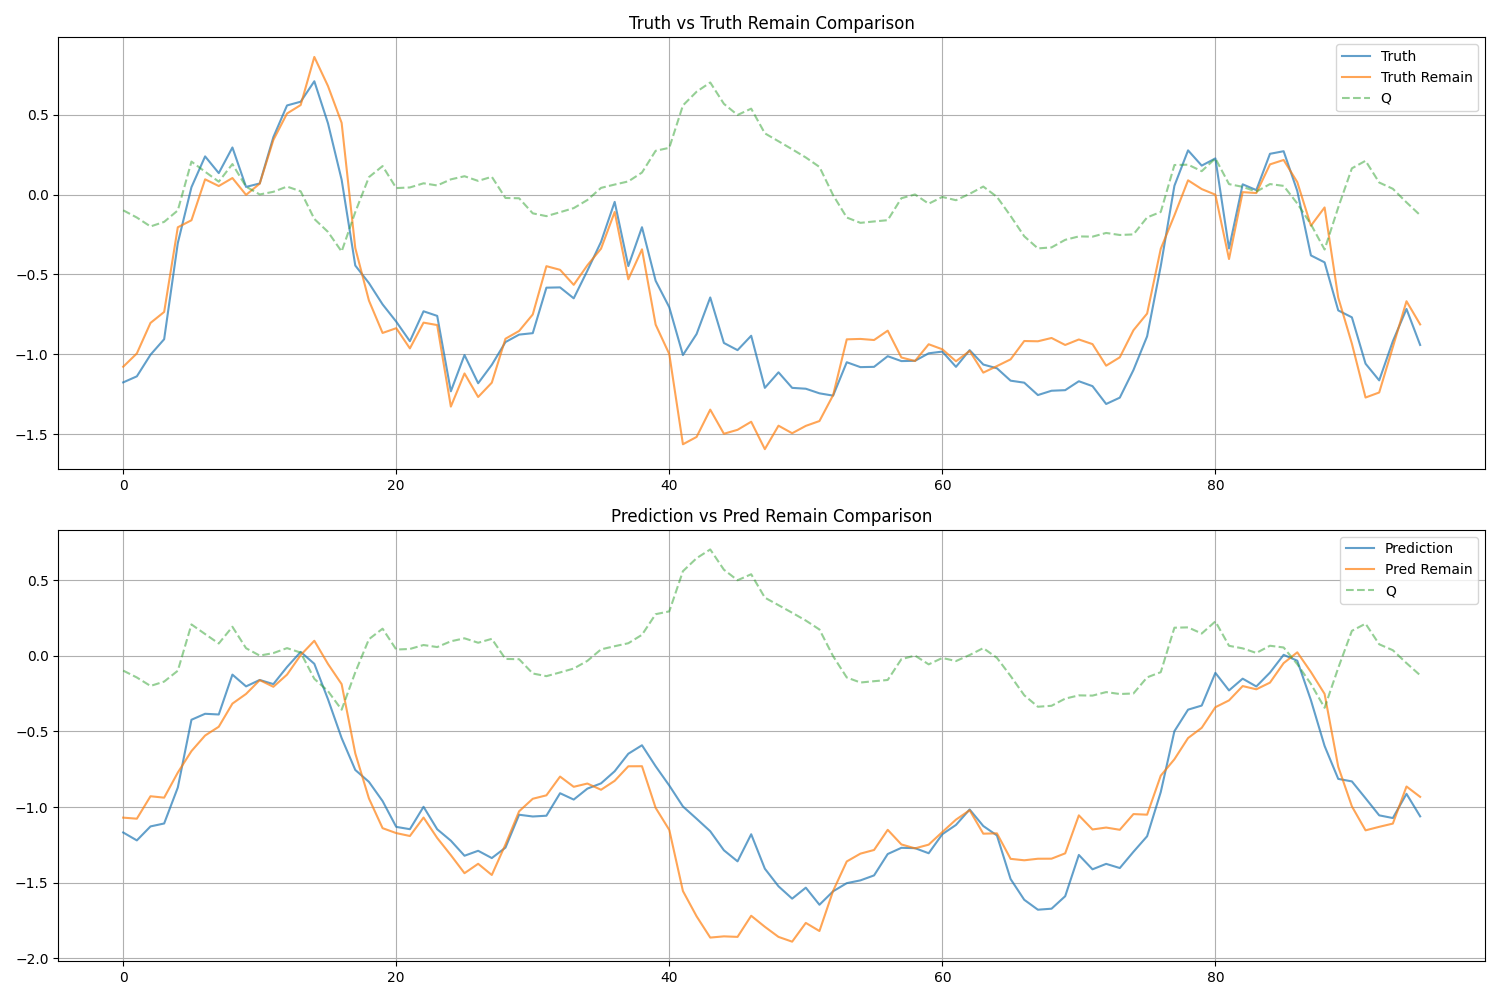 Truth vs Truth Remain Comparison
Truth
Truth Remain
Q
0.5
0.0
−0.5
−1.0
−1.5
0 20 40 60 80
Prediction vs Pred Remain Comparison
Prediction
Pred Remain
Q
0.5
0.0
−0.5
−1.0
−1.5
−2.0
0 20 40 60 80